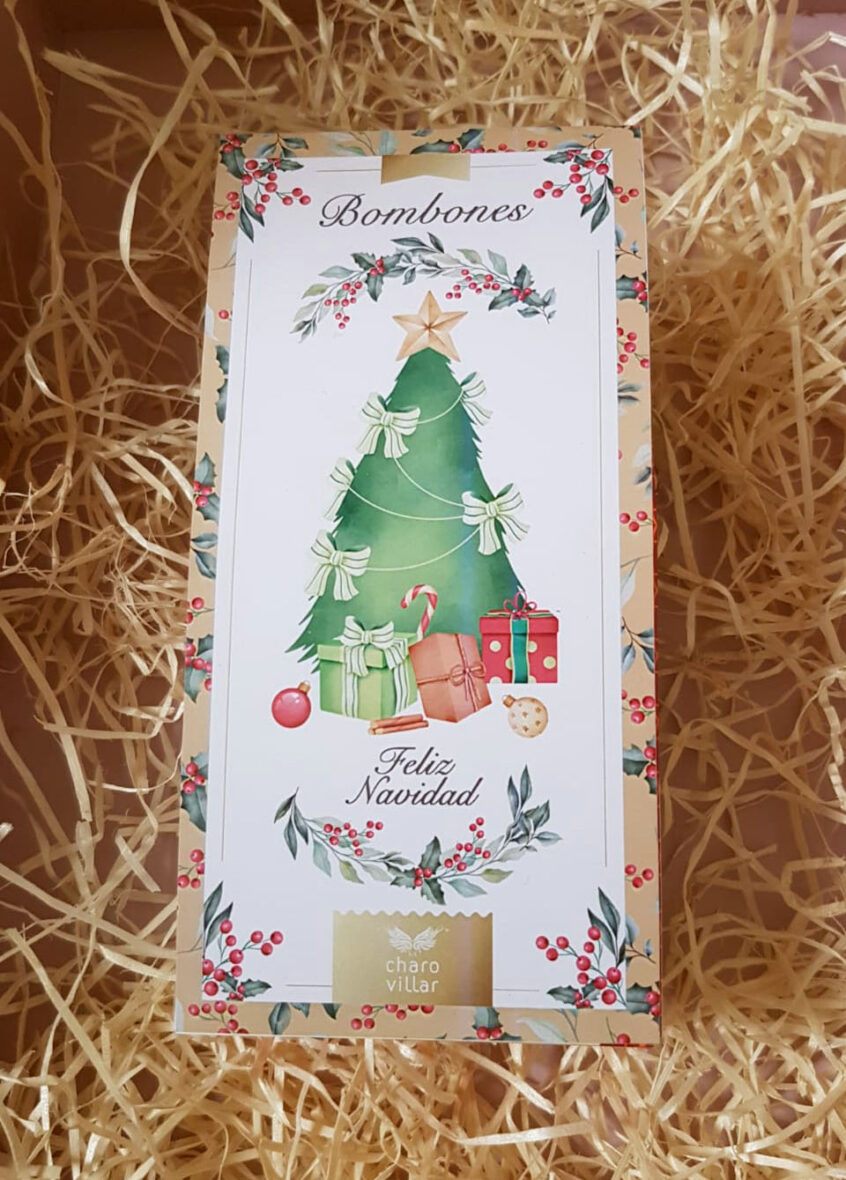 Bombones
Feliz
Navidad
charo
villar